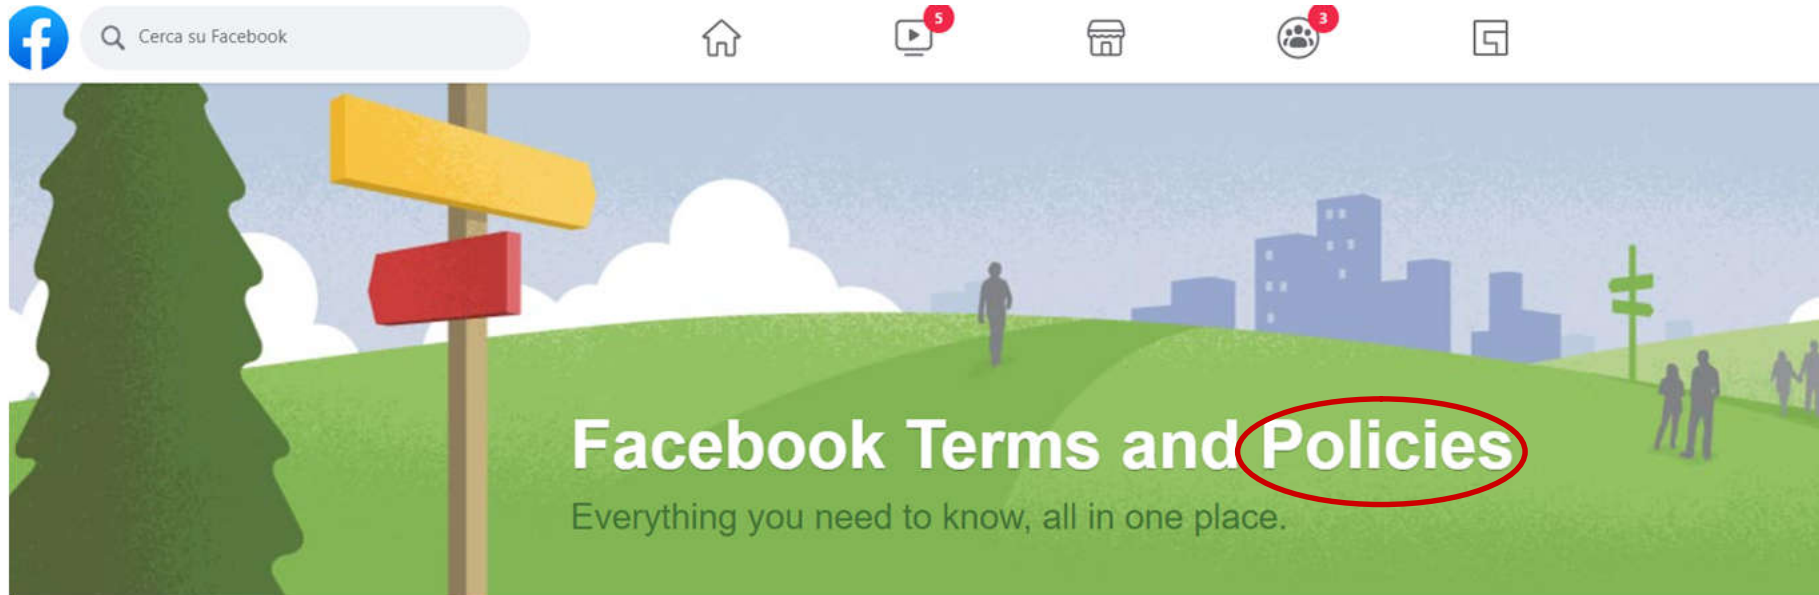 Cerca su Facebook
5
3
Facebook Terms and Policies
Everything you need to know, all in one place.